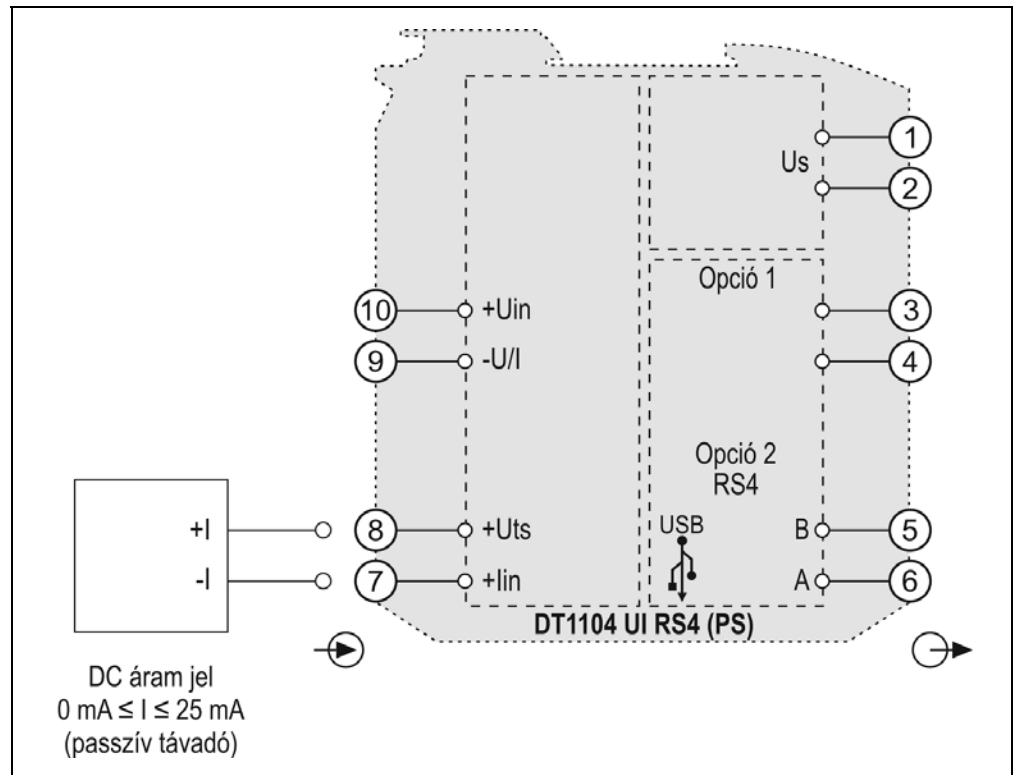 1
Us
2
Opció 1
10 +Uin
3
9 -U/I
4
Opció 2
RS4
+I
8 +Uts
USB
B 5
-I
7 +Iin
A 6
DT1104 UI RS4 (PS)
DC áram jel
0 mA ≤ I ≤ 25 mA
(passzív távadó)